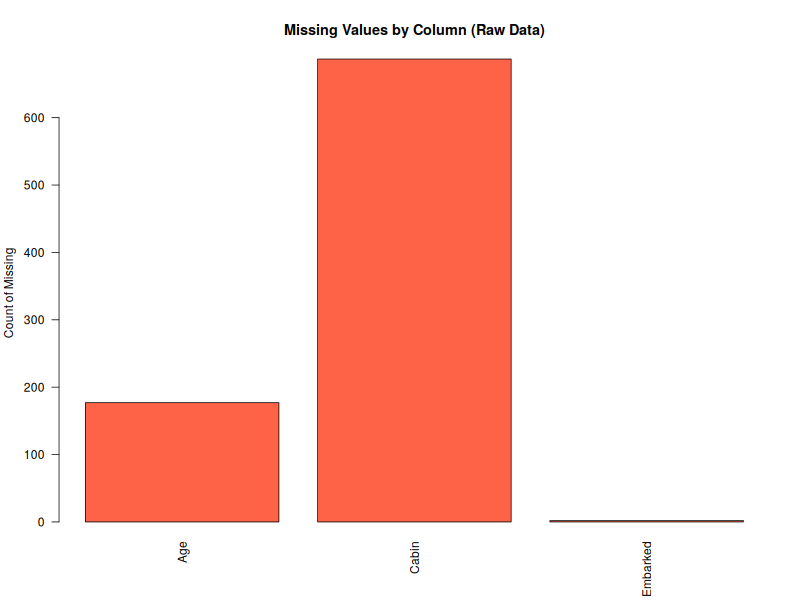 Missing Values by Column (Raw Data)
Count of Missing
600
500
400
300
200
100
0
Age
Cabin
Embarked